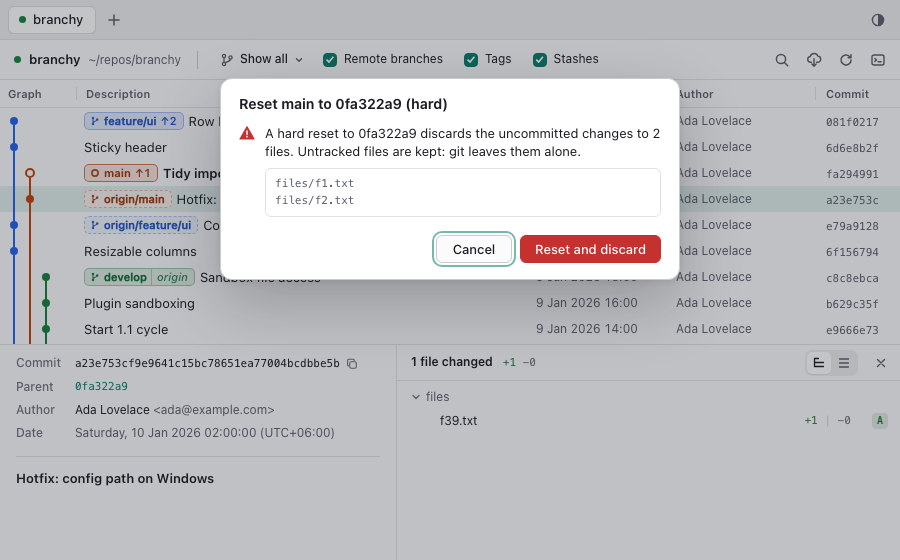 branchy
branchy ~/repos/branchy Show all Remote branches Tags Stashes
Graph Description Author Commit
feature/ui ↑2 Row Ada Lovelace 081f0217
Sticky header Ada Lovelace 6d6e8b2f
main ↑1 Tidy Ada Lovelace fa294991
origin/main Hotfix: Ada Lovelace a23e753c
origin/feature/ui Ada Lovelace e79a9128
Resizable columns Ada Lovelace 6f156794
develop origin Ada Lovelace c8c8ebca
Plugin sandboxing 9 Jan 2026 16:00 Ada Lovelace b629c35f
Start 1.1 cycle 9 Jan 2026 14:00 Ada Lovelace e9666e73
Reset main to 0fa322a9 (hard)
A hard reset to 0fa322a9 discards the uncommitted changes to 2
files. Untracked files are kept: git leaves them alone.
files/f1.txt
files/f2.txt
Cancel Reset and discard
Commit a23e753cf9e9641c15bc78651ea77004bcdbbe5b
Parent 0fa322a9
Author Ada Lovelace <ada@example.com>
Date Saturday, 10 Jan 2026 02:00:00 (UTC+06:00)
Hotfix: config path on Windows
1 file changed +1 −0
files
f39.txt +1 −0 A